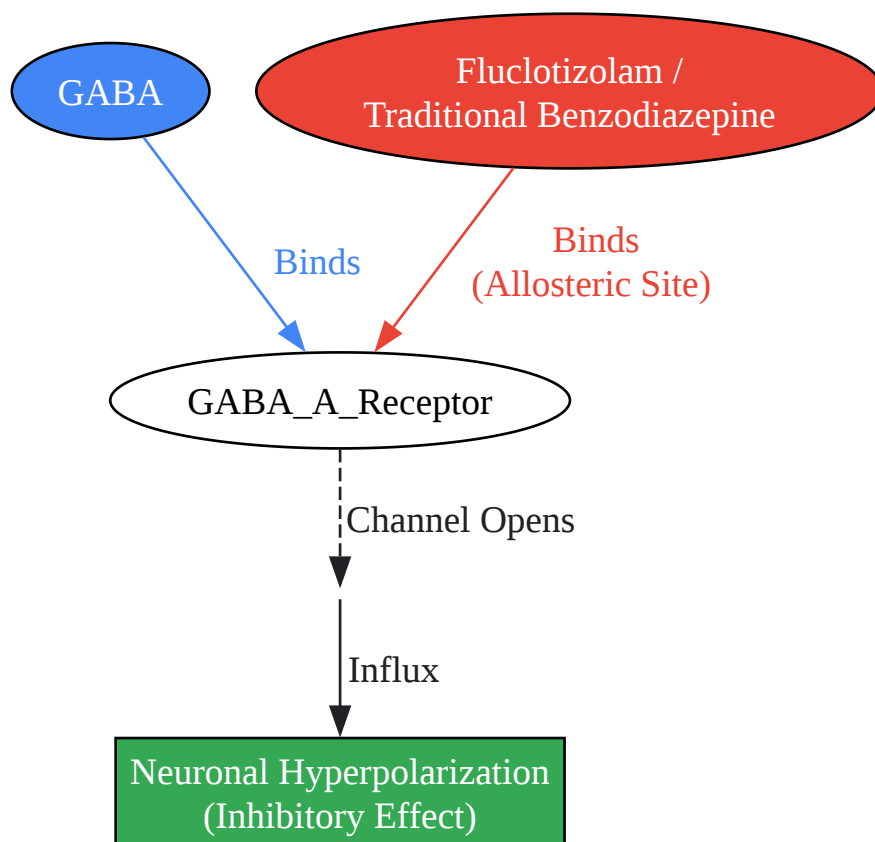 GABA
Fluclotizolam /
Traditional Benzodiazepine
Binds
Binds
(Allosteric Site)
GABA_A_Receptor
Channel Opens
Influx
Neuronal Hyperpolarization
(Inhibitory Effect)